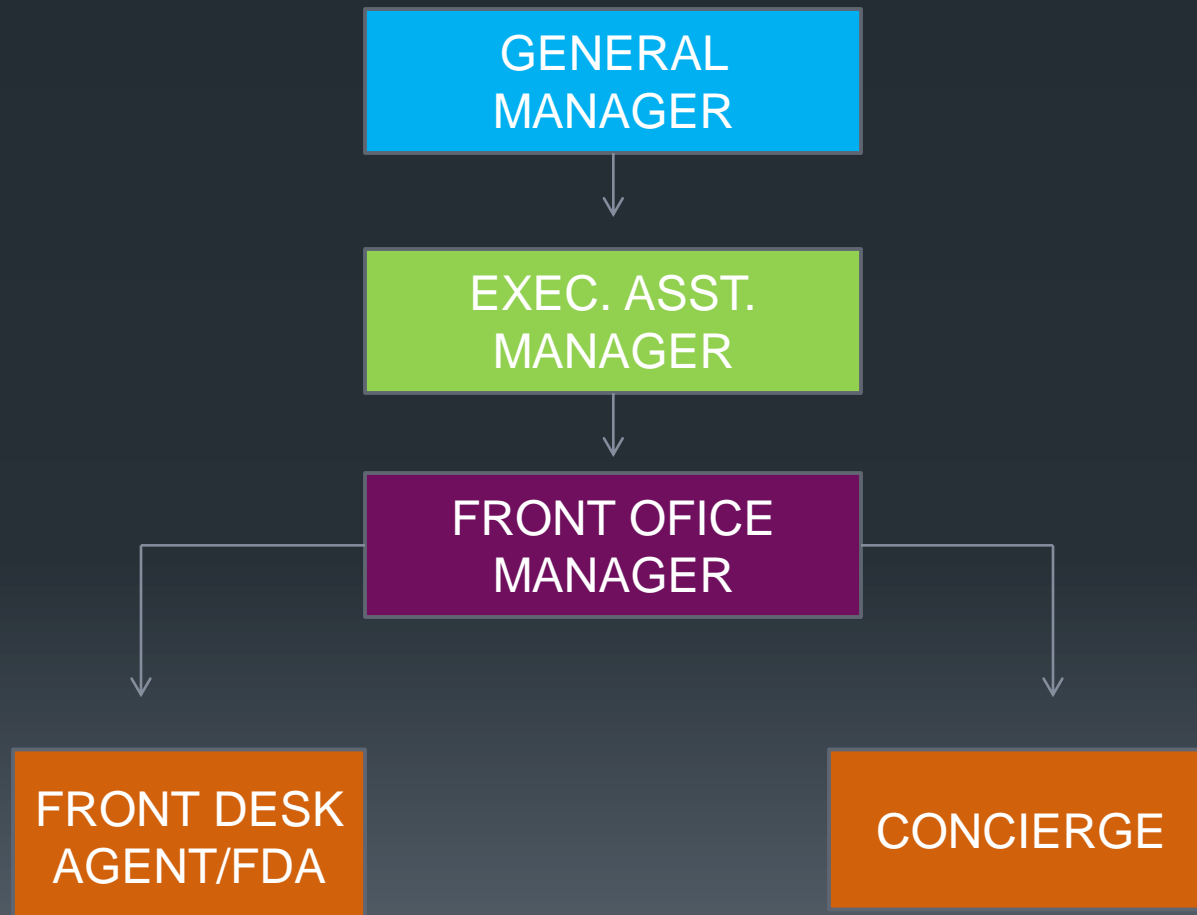 GENERAL
MANAGER
EXEC. ASST.
MANAGER
FRONT OFICE
MANAGER
FRONT DESK
AGENT/FDA
CONCIERGE